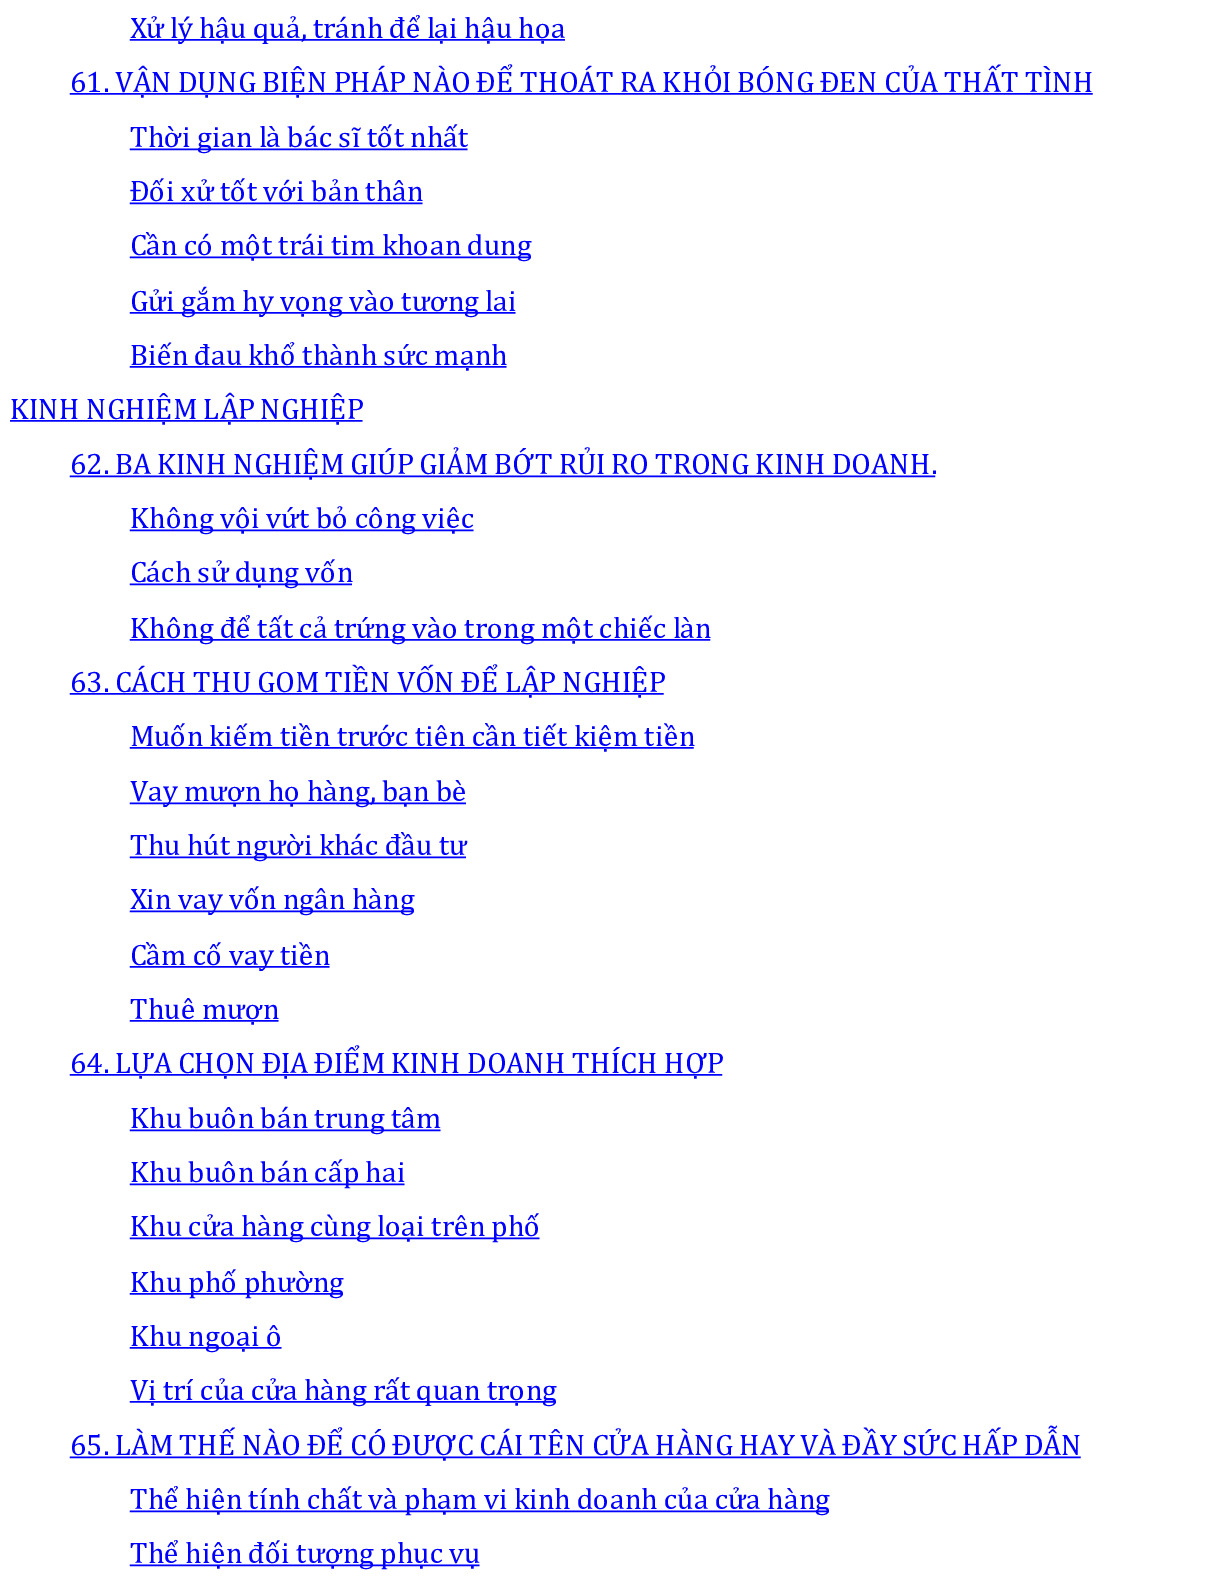 Xử lý hậu quả, tránh để lại hậu họa
61. VẬN DỤNG BIỆN PHÁP NÀO ĐỂ THOÁT RA KHỎI BÓNG ĐEN CỦA THẤT TÌNH
Thời gian là bác sĩ tốt nhất
Đối xử tốt với bản thân
Cần có một trái tim khoan dung
Gửi gắm hy vọng vào tương lai
Biến đau khổ thành sức mạnh
KINH NGHIỆM LẬP NGHIỆP
62. BA KINH NGHIỆM GIÚP GIẢM BỚT RỦI RO TRONG KINH DOANH.
Không vội vứt bỏ công việc
Cách sử dụng vốn
Không để tất cả trứng vào trong một chiếc làn
63. CÁCH THU GOM TIỀN VỐN ĐỂ LẬP NGHIỆP
Muốn kiếm tiền trước tiên cần tiết kiệm tiền
Vay mượn họ hàng, bạn bè
Thu hút người khác đầu tư
Xin vay vốn ngân hàng
Cầm cố vay tiền
Thuê mượn
64. LỰA CHỌN ĐỊA ĐIỂM KINH DOANH THÍCH HỢP
Khu buôn bán trung tâm
Khu buôn bán cấp hai
Khu cửa hàng cùng loại trên phố
Khu phố phường
Khu ngoại ô
Vị trí của cửa hàng rất quan trọng
65. LÀM THẾ NÀO ĐỂ CÓ ĐƯỢC CÁI TÊN CỬA HÀNG HAY VÀ ĐẦY SỨC HẤP DẪN
Thể hiện tính chất và phạm vi kinh doanh của cửa hàng
Thể hiện đối tượng phục vụ